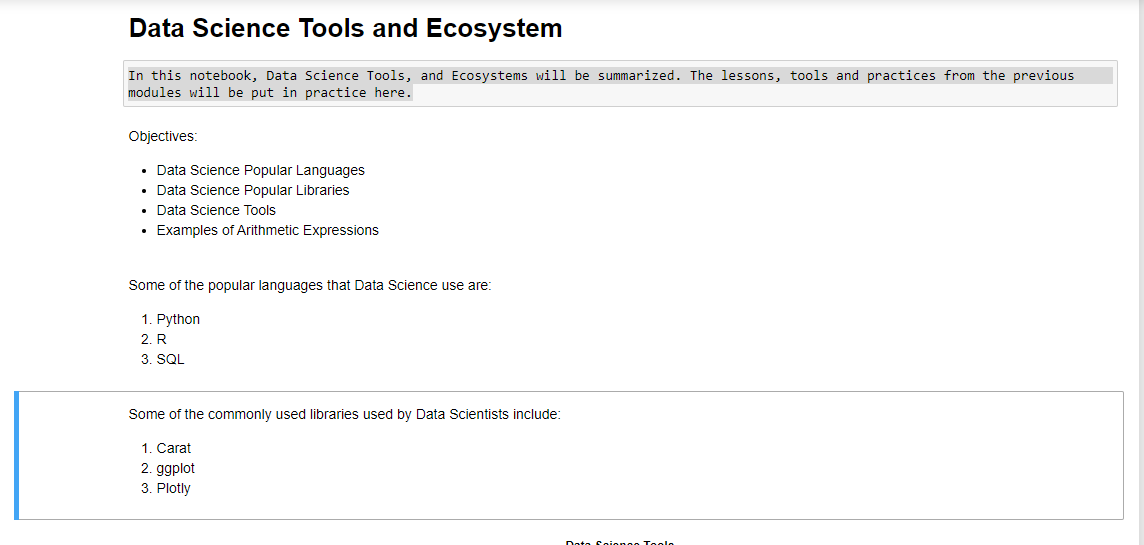 Data Science Tools and Ecosystem
In this notebook, Data Science Tools, and Ecosystems will be summarized. The lessons, tools and practices from the previous
modules will be put in practice here.
Objectives:
• Data Science Popular Languages
• Data Science Popular Libraries
• Data Science Tools
• Examples of Arithmetic Expressions
Some of the popular languages that Data Science use are:
1. Python
2. R
3. SQL
Some of the commonly used libraries used by Data Scientists include:
1. Carat
2. ggplot
3. Plotly
Data Science Tools